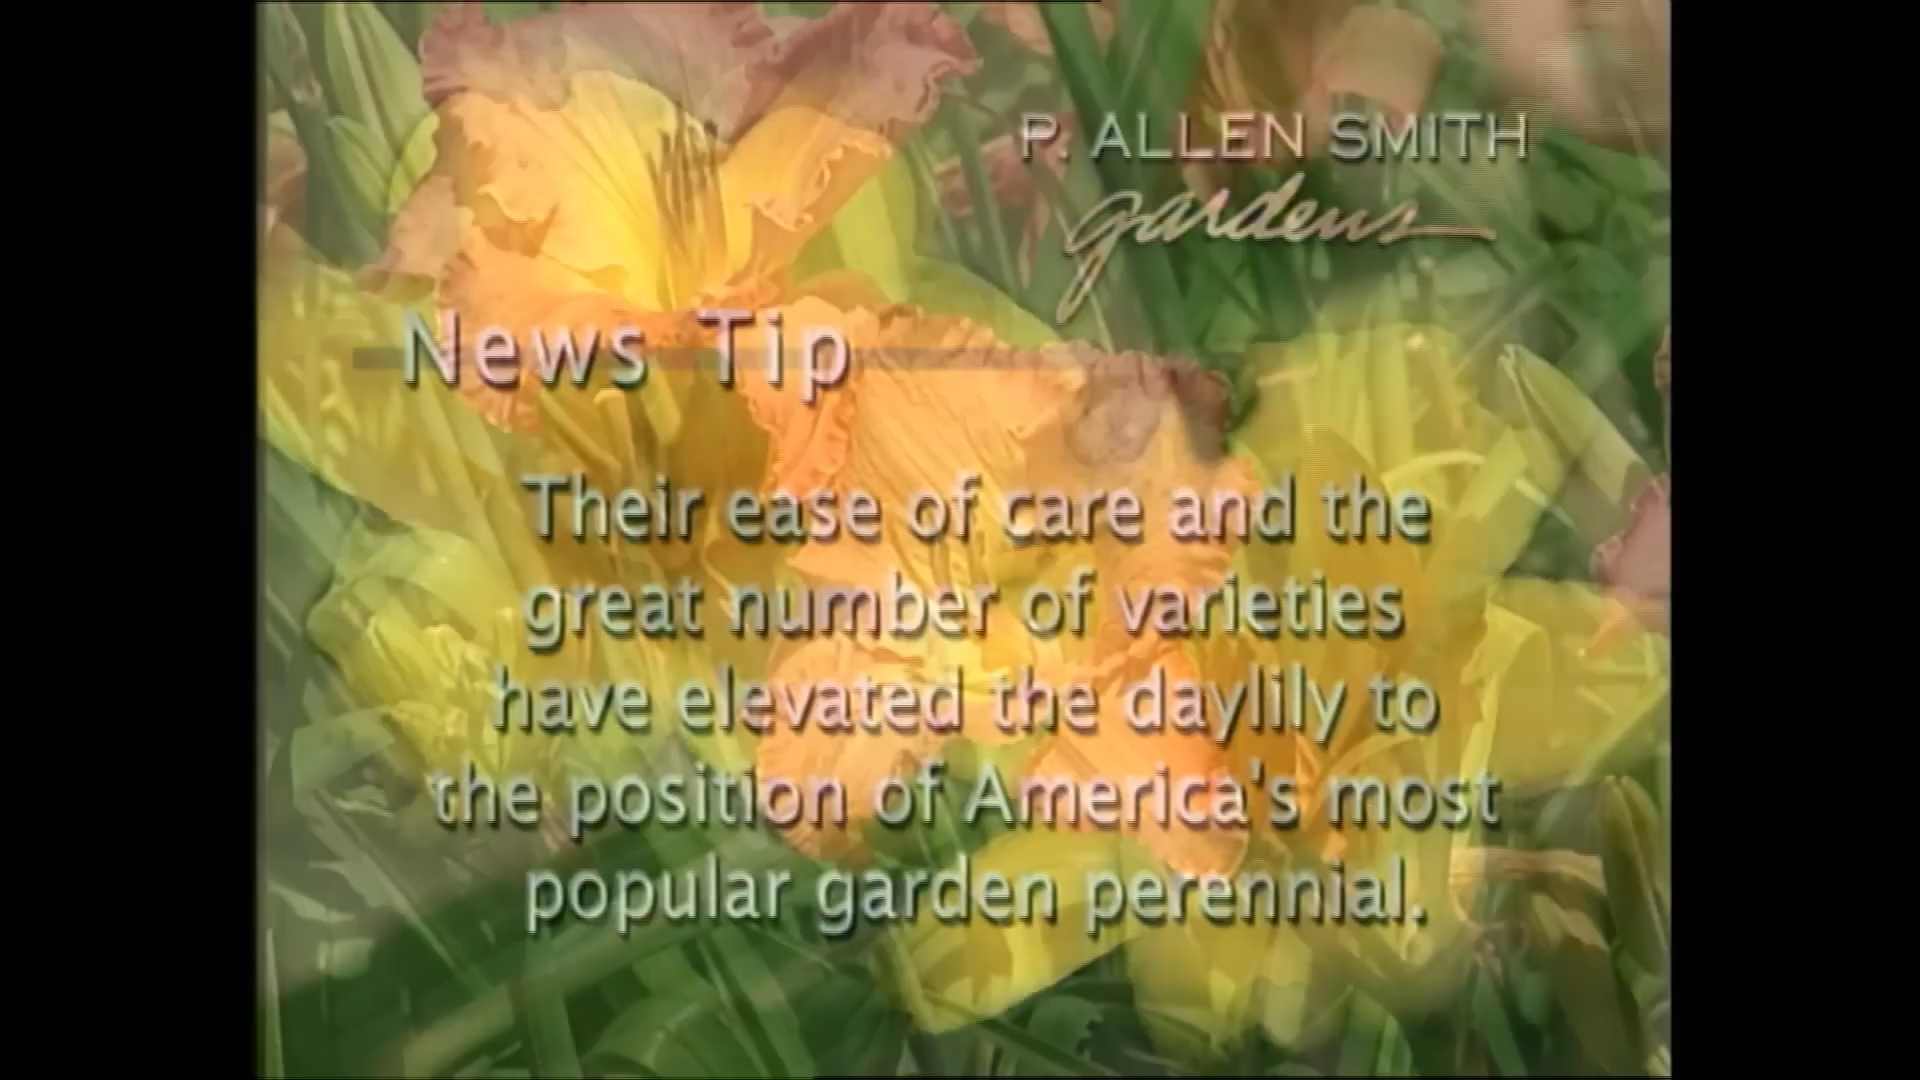 P. ALLEN SMITH
gardens
News Tip
Their ease of care and the
great number of varieties
have elevated the daylily to
the position of America's most
popular garden perennial.